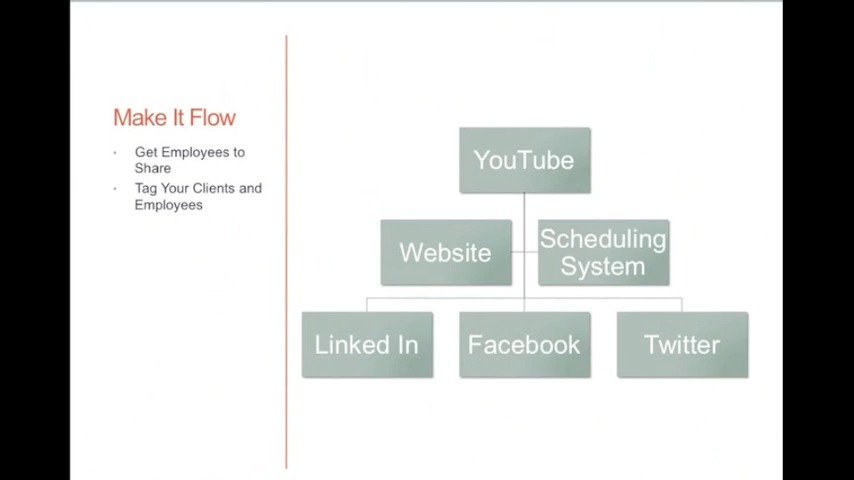 Make It Flow
• Get Employees to
Share
• Tag Your Clients and
Employees
YouTube
Website
Scheduling
System
Linked In
Facebook
Twitter